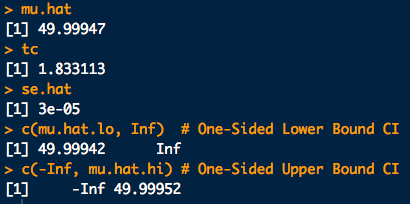 > mu.hat
[1] 49.99947
> tc
[1] 1.833113
> se.hat
[1] 3e-05
> c(mu.hat.lo, Inf)  # One-Sided Lower Bound CI
[1] 49.99942      Inf
> c(-Inf, mu.hat.hi) # One-Sided Upper Bound CI
[1]     -Inf 49.99952